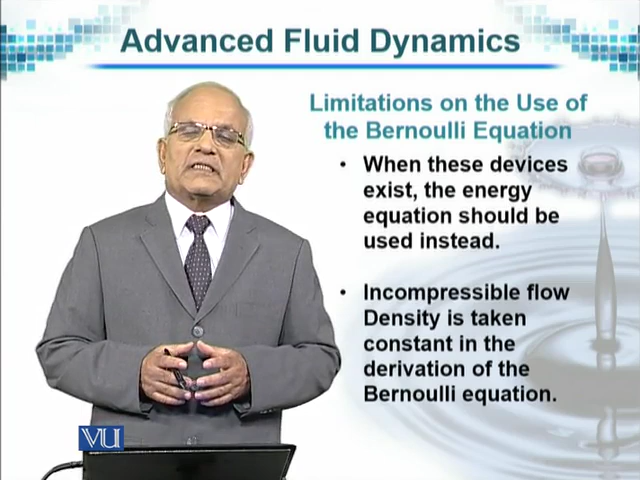 Advanced Fluid Dynamics
Limitations on the Use of
the Bernoulli Equation
• When these devices
exist, the energy
equation should be
used instead.
• Incompressible flow
Density is taken
constant in the
derivation of the
Bernoulli equation.
VU